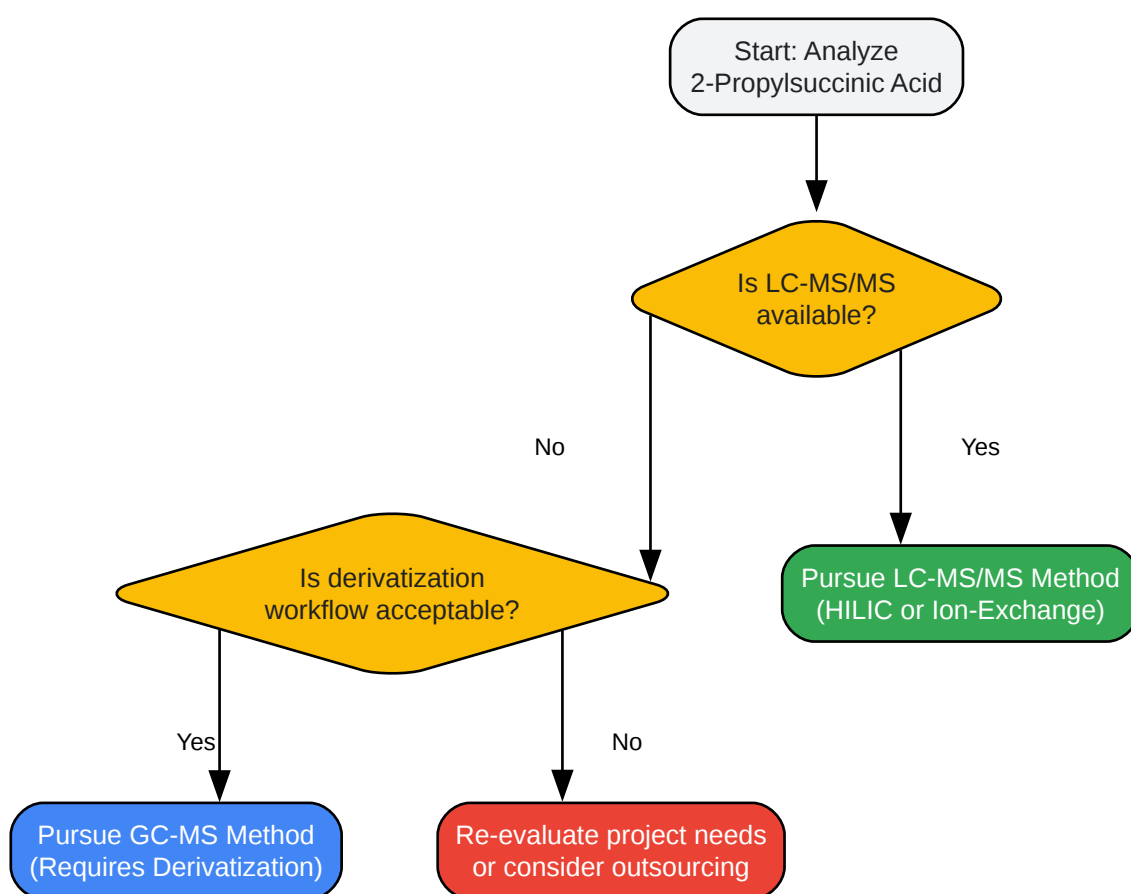 Start: Analyze
2-Propylsuccinic Acid
Is LC-MS/MS
available?
No
Yes
Is derivatization
workflow acceptable?
Pursue LC-MS/MS Method
(HILIC or Ion-Exchange)
Yes
No
Pursue GC-MS Method
(Requires Derivatization)
Re-evaluate project needs
or consider outsourcing